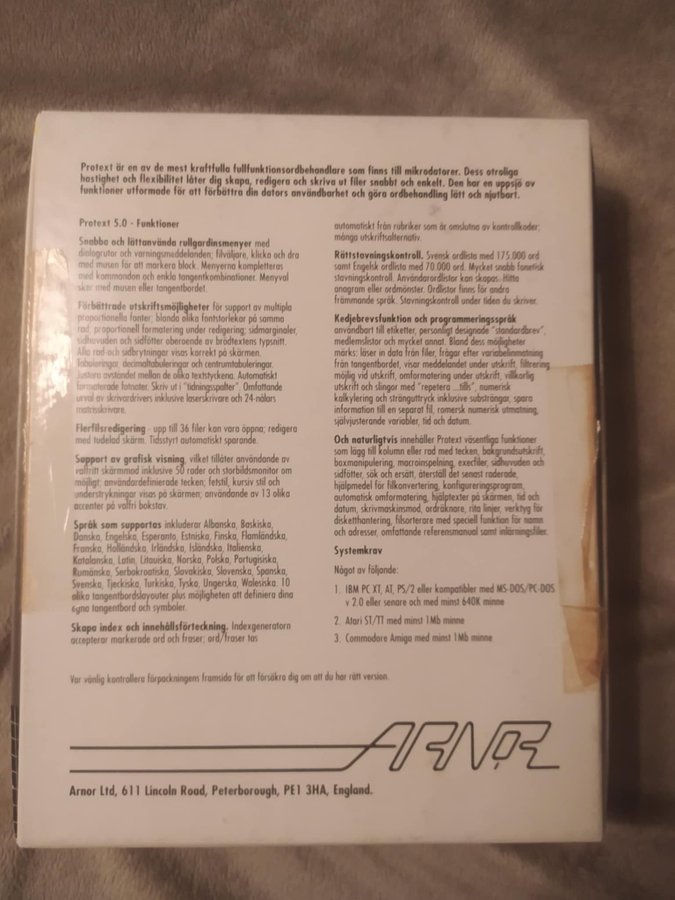 Protext är en av de mest kraftfulla fullfunktionsordbehandlare som finns till mikrodatorer. Dess otroliga
hastighet och flexibilitet låter dig skapa, redigera och skriva ut filer snabbt och enkelt. Den har en uppsjö av
funktioner utformade för att förbättra din dators användbarhet och göra ordbehandling lätt och njutbart.
Protext 5.0 - Funktioner
Snabba och lättanvända rullgardinsmenyer med
dialogrutor och varningsmeddelanden; filväljare, klicka och dra
med musen för att markera block. Menyerna kompletteras
med kommandon och enkla tangentkombinationer. Menyval
sker med musen eller tangentbordet.
Förbättrade utskriftsmöjligheter för support av multipla
proportionella fonter; blanda olika fontstorlekar på samma
rad, proportionell formatering under redigering; sidmarginaler,
sidhuvuden och sidfötter oberoende av brödtextens typsnitt.
Alla rad-och sidbrytningar visas korrekt på skärmen.
Tabuleringar, decimaltabuleringar och centrumtabuleringar.
Justera avståndet mellan de olika textstyckena. Automatiskt
formaterade fotnoter. Skriv ut i "tidningsspalter". Omfattande
urval av skrivardrivers inklusive laserskrivare och 24-nålars
matrisskrivare.
Flerfilsredigering - upp till 36 filer kan vara öppna; redigera
med tudelad skärm. Tidsstyrt automatiskt sparande.
Support av grafisk visning, vilket tillåter användande av
valfritt skärmmod inklusive 50 rader och storbildsmonitor om
möjligt; användardefinierade tecken; fetstil, kursiv stil och
understrykningar visas på skärmen; användande av 13 olika
accenter på valfri bokstav.
Språk som supportas inkluderar Albanska, Baskiska,
Danska, Engelska, Esperanto, Estniska, Finska, Flamländska,
Franska, Holländska, Irländska, Isländska, Italienska,
Katalanska, Latin, Litauiska, Norska, Polska, Portugisiska,
Rumänska, Serbokroatiska, Slovakiska, Slovenska, Spanska,
Svenska, Tjeckiska, Turkiska, Tyska, Ungerska, Walesiska. 10
olika tangentbordslayouter plus möjligheten att definiera dina
egna tangentbord och symboler.
Skapa index och innehållsförteckning. Indexgeneratorn
accepterar markerade ord och fraser; ord/fraser tas
automatiskt från rubriker som är omslutna av kontrollkoder;
många utskriftsalternativ.
Rättstavningskontroll. Svensk ordlista med 175.000 ord
samt Engelsk ordlista med 70.000 ord. Mycket snabb fonetisk
stavningskontroll. Användarordlistor kan skapas. Hitta
anagram eller ordmönster. Ordlistor finns för andra
främmande språk. Stavningskontroll under tiden du skriver.
Kedjebrevsfunktion och programmeringsspråk
användbart till etiketter, personligt designade "standardbrev",
medlemslistor och mycket annat. Bland dess möjligheter
märks: läser in data från filer, frågar efter variabelinmatning
från tangentbordet, visar meddelandet under utskrift, filtrering
möjlig vid utskrift, omformatering under utskrift, villkorlig
utskrift och slingor med "repetera ...tills", numerisk
kalkylering och stränguttryck inklusive substrängar, spara
information till en separat fil, romersk numerisk utmatning,
självjusterande variabler, tid och datum.
Och naturligtvis innehåller Protext väsentliga funktioner
som lägg till kolumn eller rad med tecken, bakgrundsutskrift,
boxmanipulering, macroinspelning, execfiler, sidhuvuden och
sidfötter, sök och ersätt, återställ det senast raderade,
hjälpmedel för filkonvertering, konfigureringsprogram,
automatisk omformatering, hjälptexter på skärmen, tid och
datum, skrivmaskinsmod, ordräknare, rita linjer, verktyg för
disketthantering, filsorterare med speciell funktion för namn
och adresser, omfattande referensmanual samt inlärningsfiler.
Systemkrav
Något av följande:
1. IBM PC XT, AT, PS/2 eller kompatibler med MS-DOS/PC-DOS
v 2.0 eller senare och med minst 640K minne
2. Atari ST/TT med minst 1Mb minne
3. Commodore Amiga med minst 1Mb minne
Var vänlig kontrollera förpackningens framsida för att försäkra dig om att du har rätt version.
ARNOR
Arnor Ltd, 611 Lincoln Road, Peterborough, PE1 3HA, England.